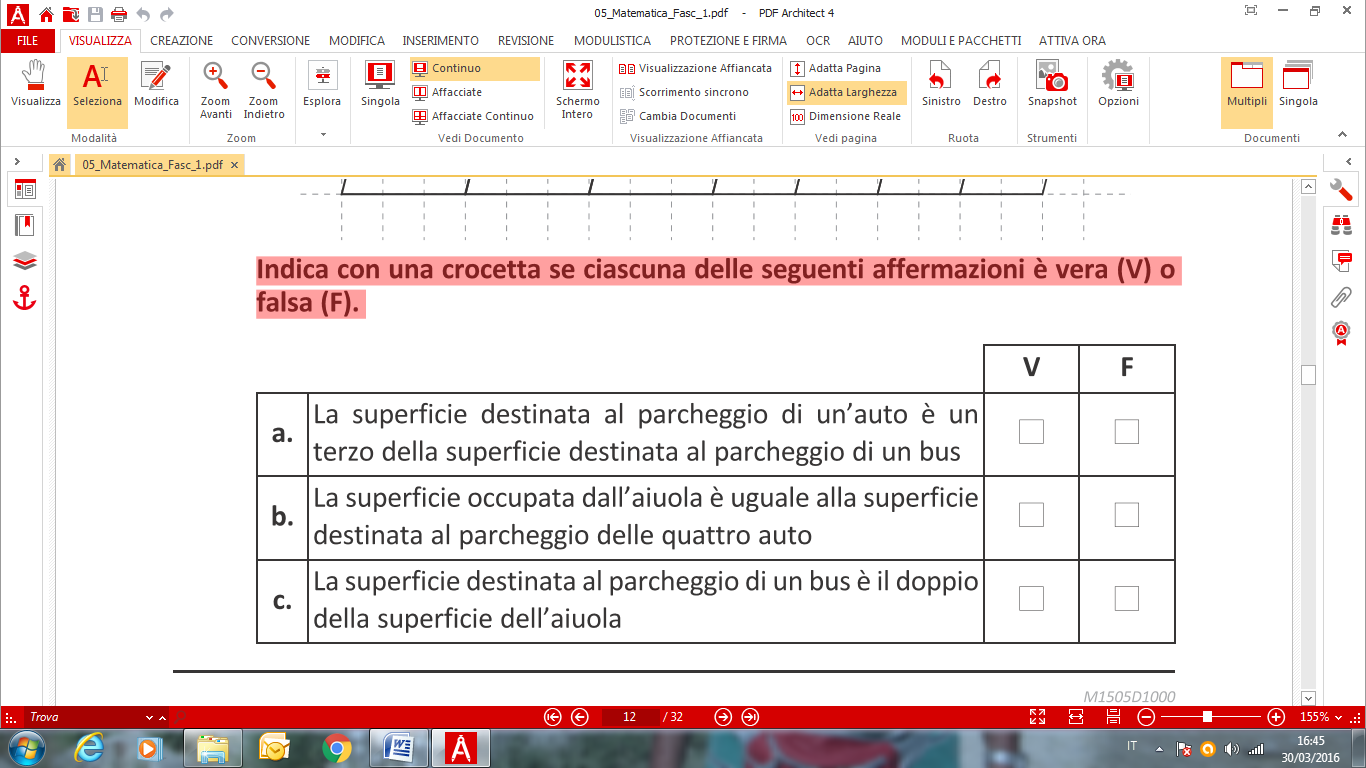 05_Matematica_Fasc_1.pdf - PDF Architect 4
FILE VISUALIZZA CREAZIONE CONVERSIONE MODIFICA INSERIMENTO REVISIONE MODULISTICA PROTEZIONE E FIRMA OCR AIUTO MODULI E PACCHETTI ATTIVA ORA
Visualizza
Seleziona
Modifica
Modalità
Zoom
Avanti
Zoom
Indietro
Zoom
Esplora
Singola
Continuo
Affacciate
Affacciate Continuo
Vedi Documento
Schermo
Intero
Visualizzazione Affiancata
Scorrimento sincrono
Cambia Documenti
Visualizzazione Affiancata
Adatta Pagina
Adatta Larghezza
100 Dimensione Reale
Vedi pagina
Sinistro
Destro
Ruota
Snapshot
Strumenti
Opzioni
Multipli
Singola
Documenti
05_Matematica_Fasc_1.pdf
Indica con una crocetta se ciascuna delle seguenti affermazioni è vera (V) o
falsa (F).
V F
a. La superficie destinata al parcheggio di un’auto è un
terzo della superficie destinata al parcheggio di un bus
b. La superficie occupata dall’aiuola è uguale alla superficie
destinata al parcheggio delle quattro auto
c. La superficie destinata al parcheggio di un bus è il doppio
della superficie dell’aiuola
M1505D1000
Trova
12 / 32
155%
IT
16:45
30/03/2016